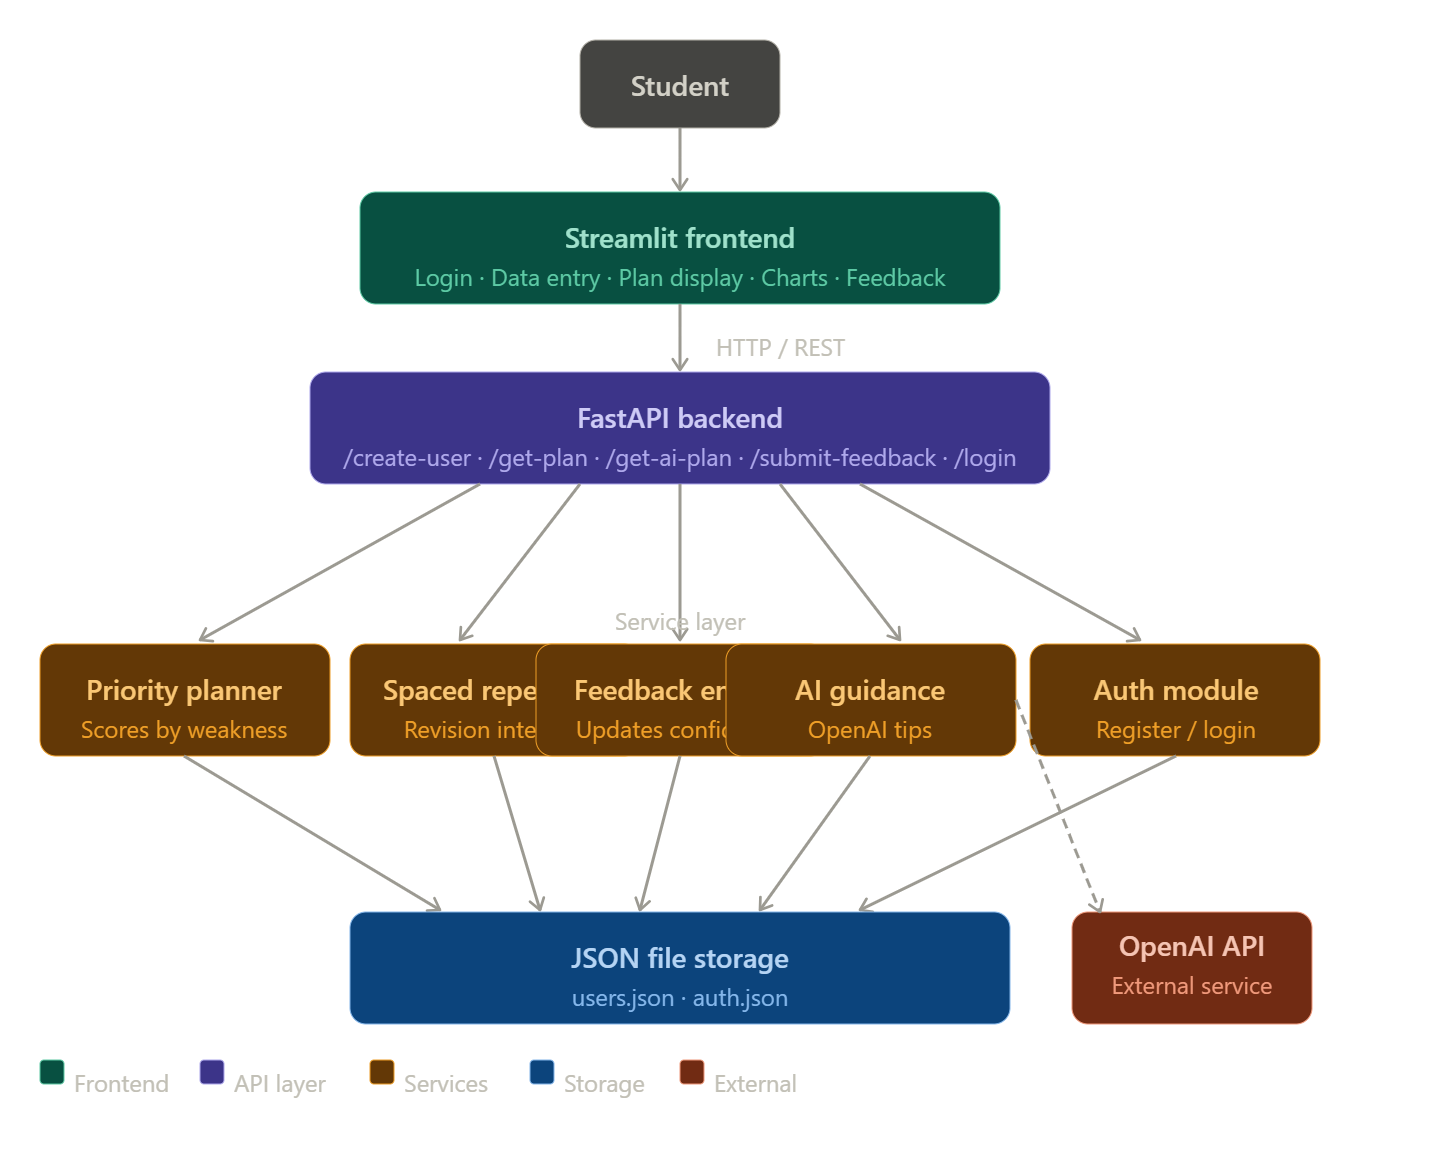 Student
Streamlit frontend
Login · Data entry · Plan display · Charts · Feedback
HTTP / REST
FastAPI backend
/create-user · /get-plan · /get-ai-plan · /submit-feedback · /login
Service layer
Priority planner
Scores by weakness
Spaced repe
Revision inte
Feedback en
Updates confid
AI guidance
OpenAI tips
Auth module
Register / login
JSON file storage
users.json · auth.json
OpenAI API
External service
Frontend
API layer
Services
Storage
External